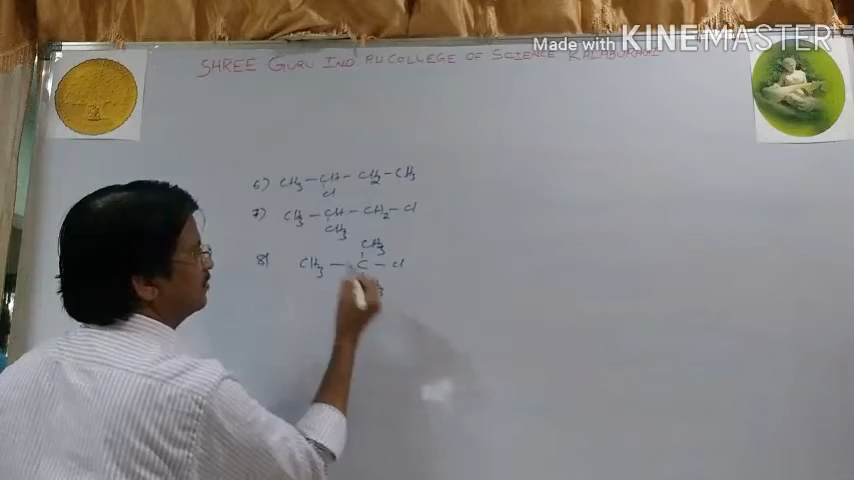 Made with KINEMASTER
SHREE GURU COLLEGE OF SCIENCE KALABURAGI
6) CH3 — CH — CH2 — CH3
Cl
7) CH3 — CH — CH2 — Cl
CH3
CH3
8) CH3 — C — Cl